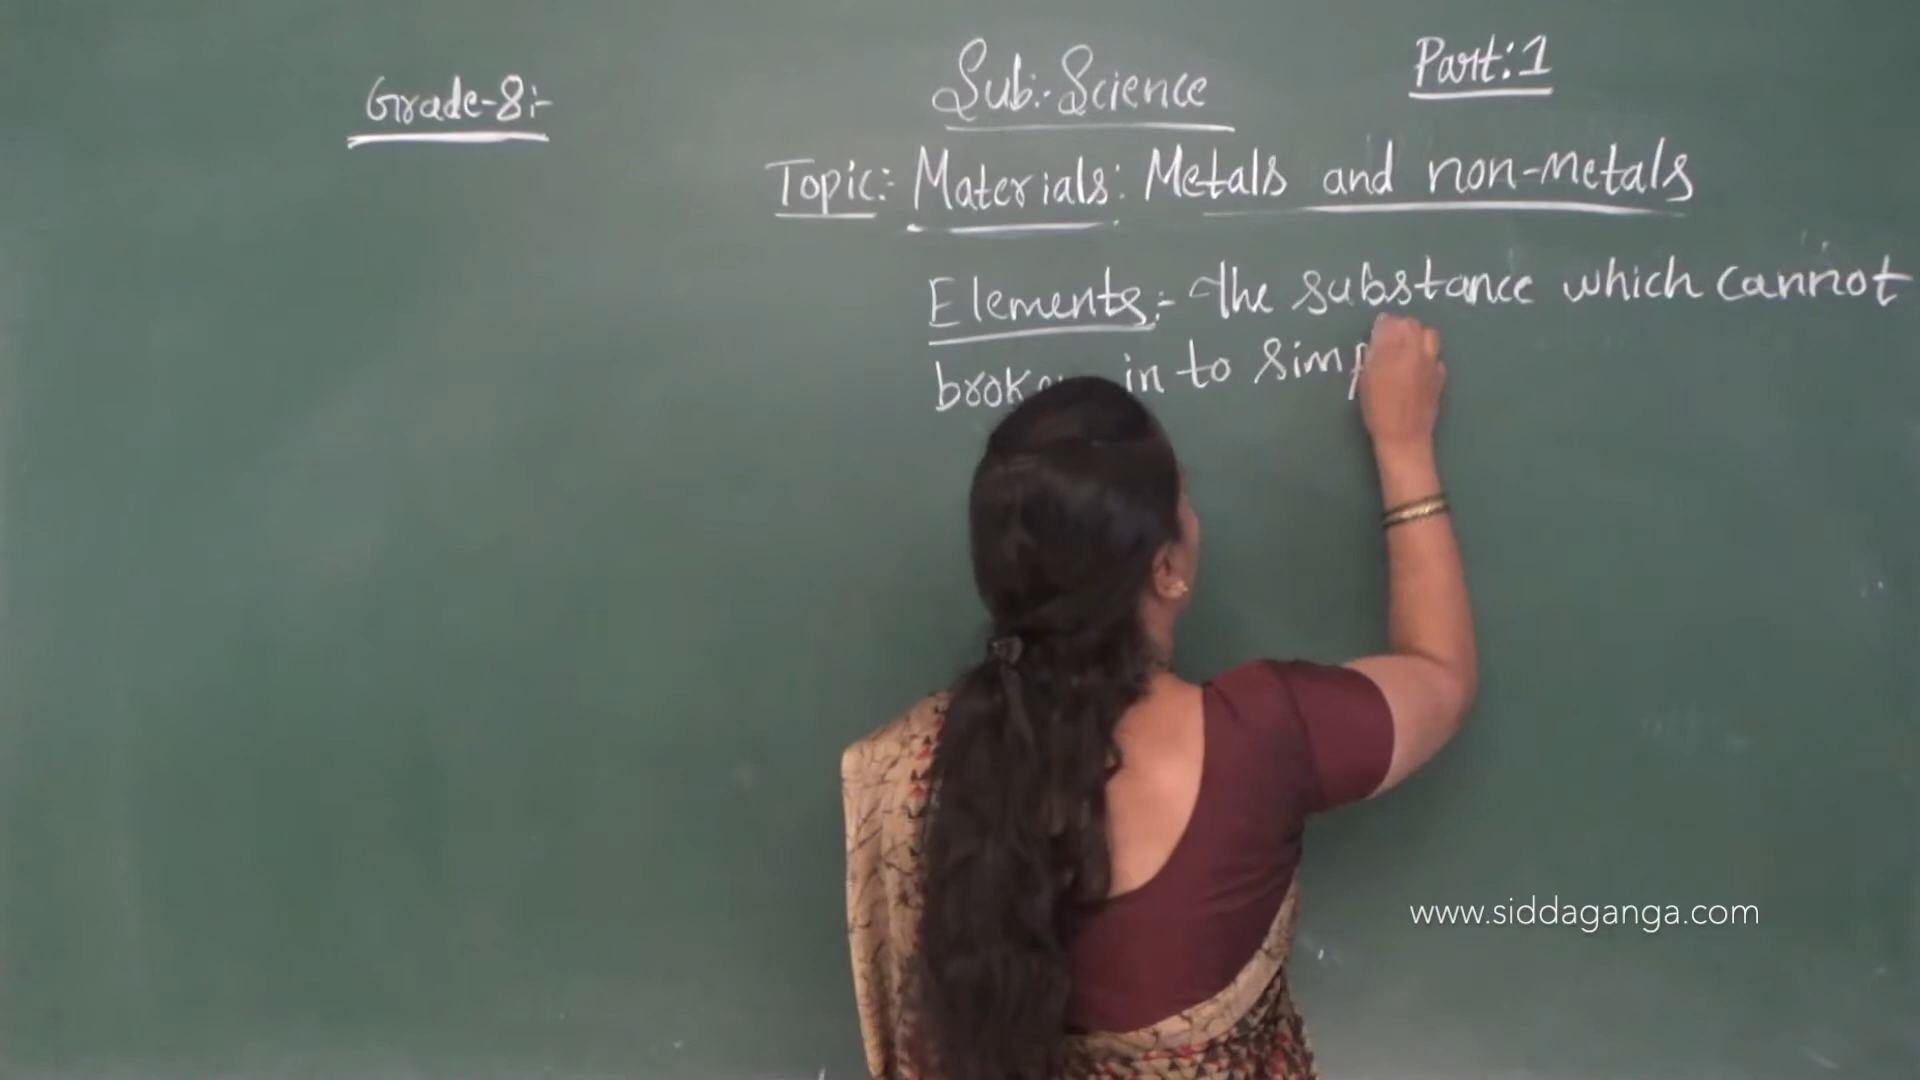 Grade-8:-
Sub:-Science
Part:1
Topic:- Materials: Metals and non-metals
Elements:- The substance which cannot
in to
www.siddaganga.com